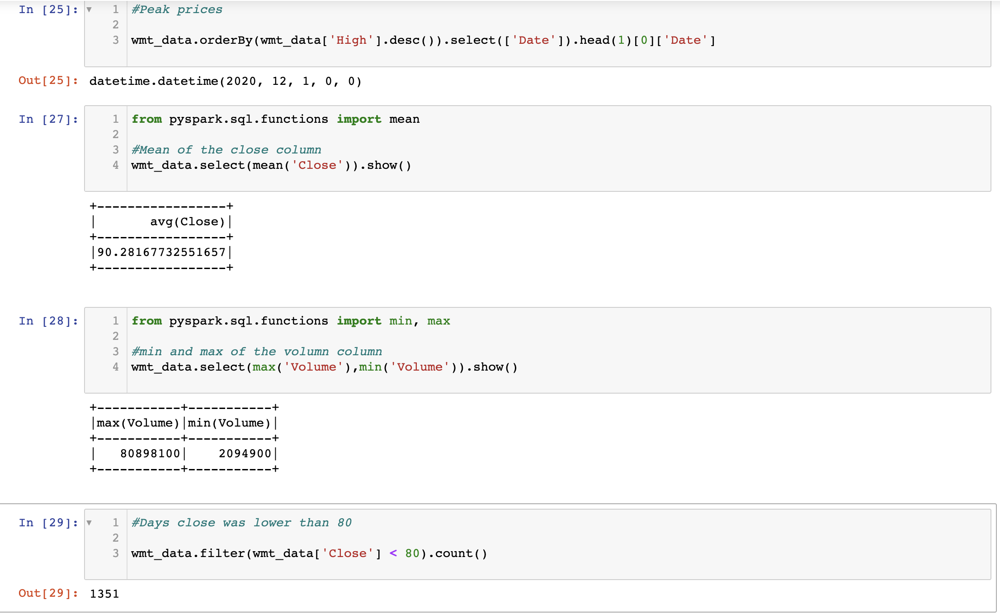 In [25]: ▼ 1 #Peak prices
2
3 wmt_data.orderBy(wmt_data['High'].desc()).select(['Date']).head(1)[0]['Date']
Out[25]: datetime.datetime(2020, 12, 1, 0, 0)
In [27]: 1 from pyspark.sql.functions import mean
2
3 #Mean of the close column
4 wmt_data.select(mean('Close')).show()
+-----------------+
|       avg(Close)|
+-----------------+
|90.28167732551657|
+-----------------+
In [28]: 1 from pyspark.sql.functions import min, max
2
3 #min and max of the volumn column
4 wmt_data.select(max('Volume'),min('Volume')).show()
+-----------+-----------+
|max(Volume)|min(Volume)|
+-----------+-----------+
|   80898100|    2094900|
+-----------+-----------+
In [29]: ▼ 1 #Days close was lower than 80
2
3 wmt_data.filter(wmt_data['Close'] < 80).count()
Out[29]: 1351